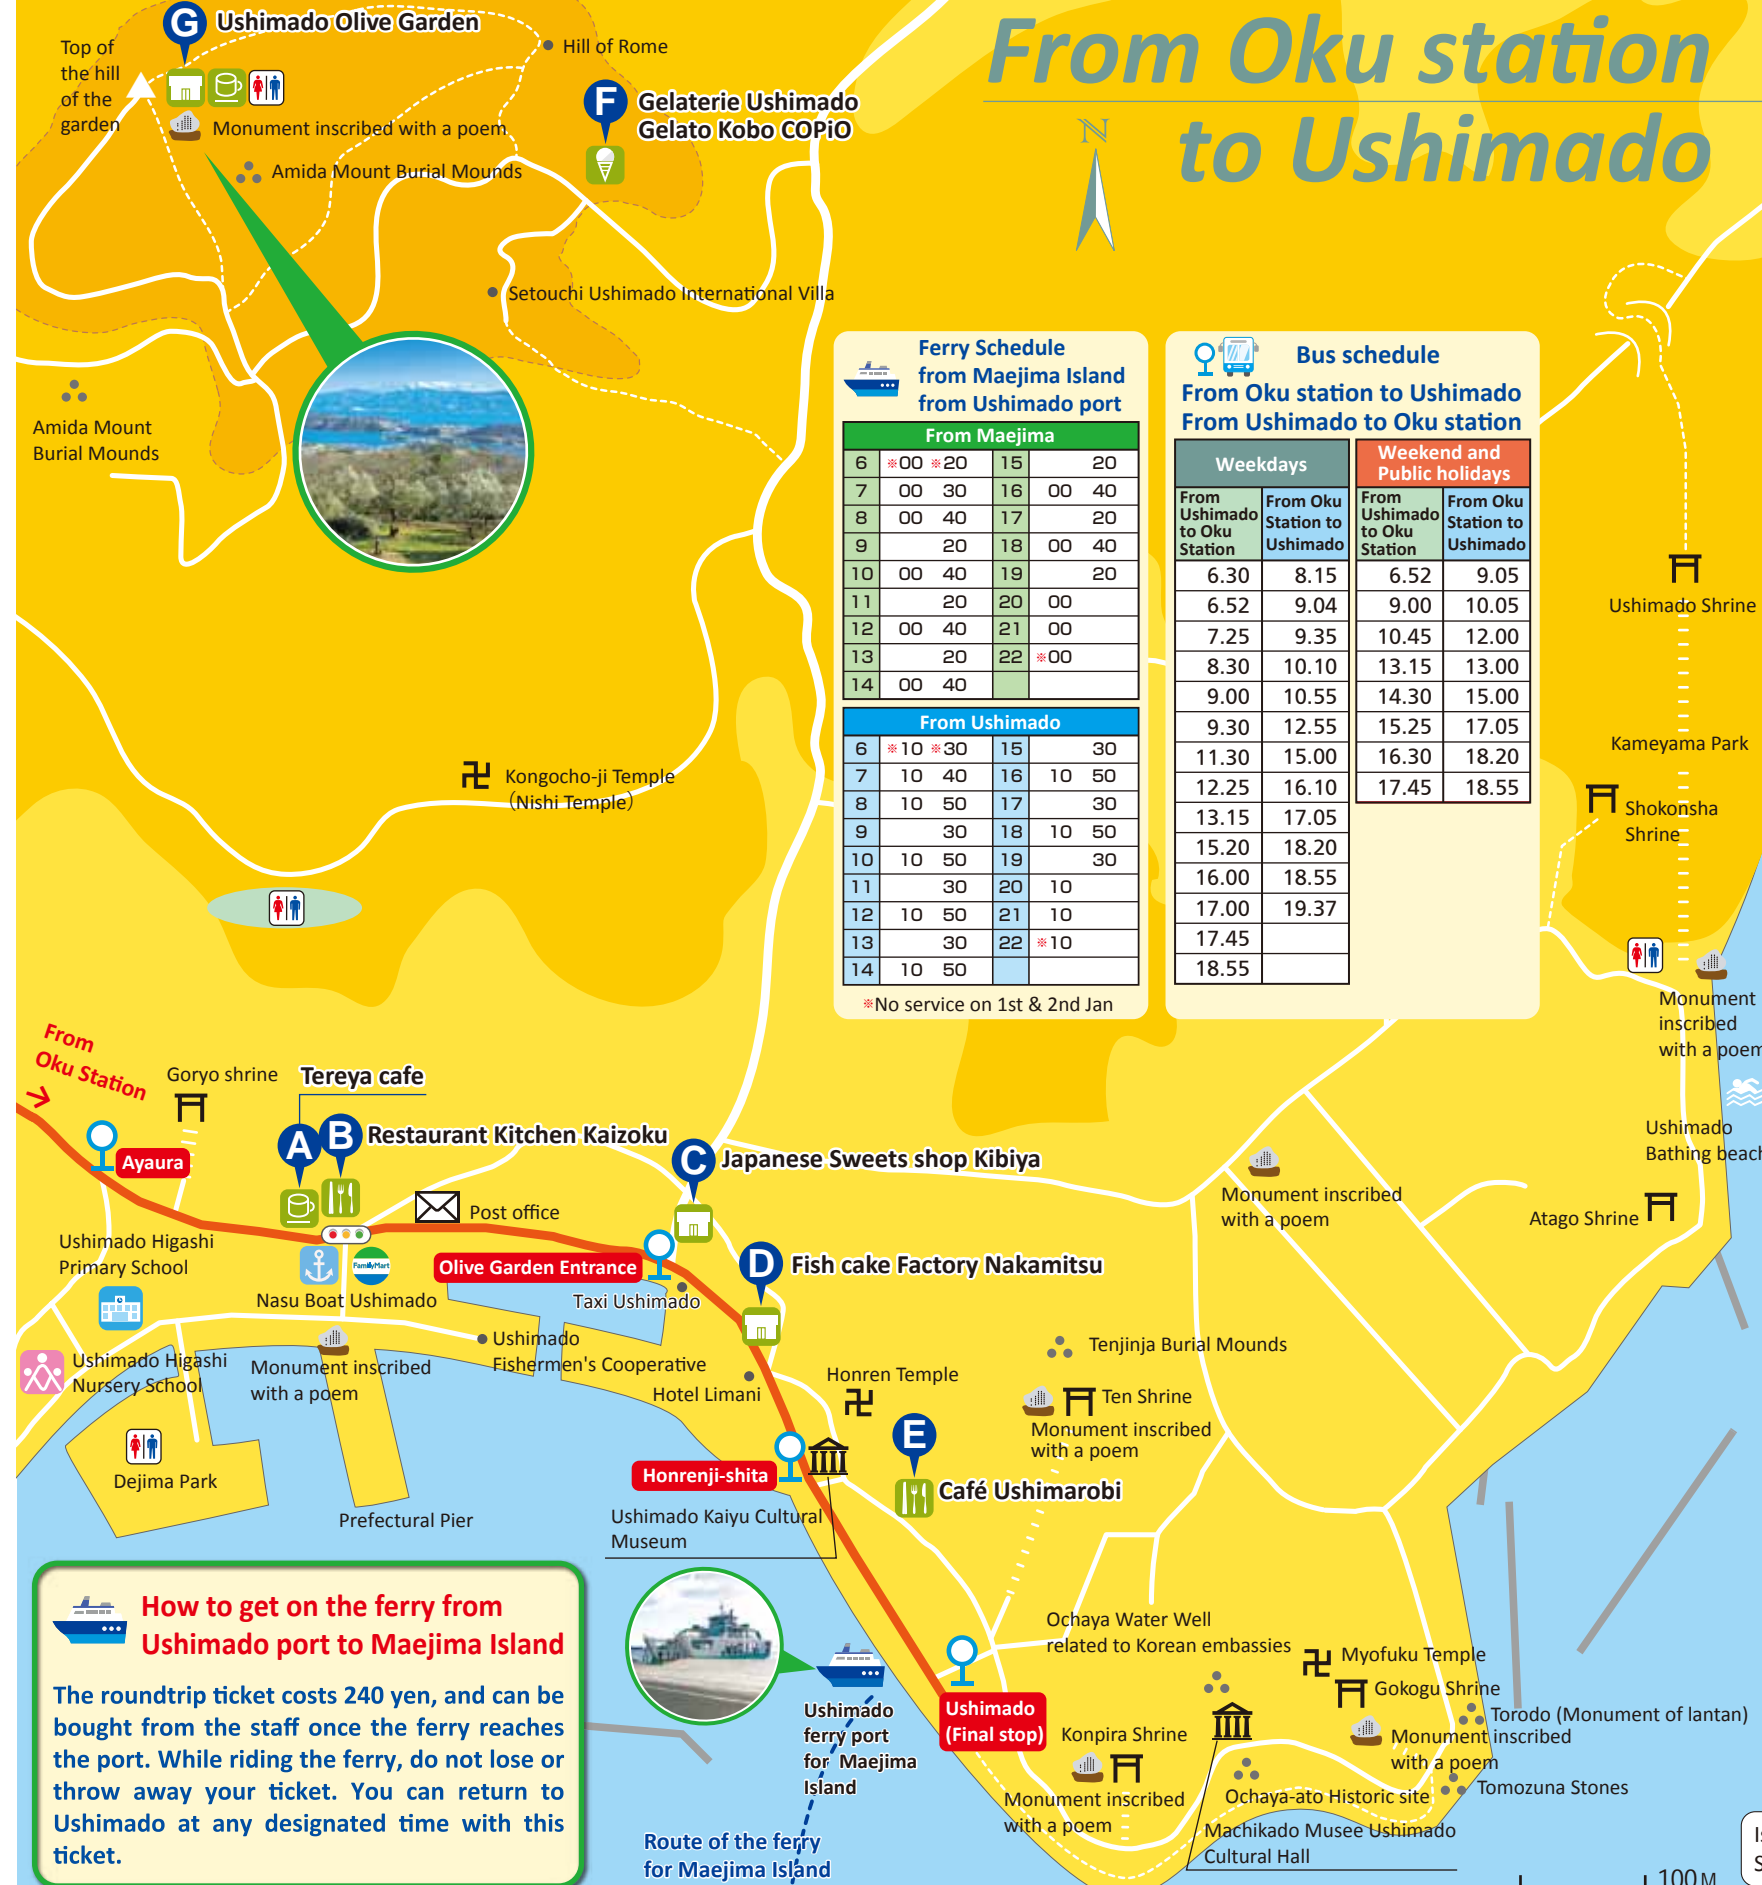 From Oku station
to Ushimado
N
G
Ushimado Olive Garden
Top of
the hill
of the
garden
Hill of Rome
Monument inscribed with a poem
Amida Mount Burial Mounds
F
Gelaterie Ushimado
Gelato Kobo COPiO
Setouchi Ushimado International Villa
Amida Mount
Burial Mounds
Kongocho-ji Temple
(Nishi Temple)
Ferry Schedule
from Maejima Island
from Ushimado port
From Maejima
6 ※00 ※20 15 20
7 00 30 16 00 40
8 00 40 17 20
9 20 18 00 40
10 00 40 19 20
11 20 20 00
12 00 40 21 00
13 20 22 ※00
14 00 40
From Ushimado
6 ※10 ※30 15 30
7 10 40 16 10 50
8 10 50 17 30
9 30 18 10 50
10 10 50 19 30
11 30 20 10
12 10 50 21 10
13 30 22 ※10
14 10 50
※No service on 1st & 2nd Jan
Bus schedule
From Oku station to Ushimado
From Ushimado to Oku station
Weekdays
Weekend and
Public holidays
From
Ushimado
to Oku
Station
From Oku
Station to
Ushimado
From
Ushimado
to Oku
Station
From Oku
Station to
Ushimado
6.30 8.15 6.52 9.05
6.52 9.04 9.00 10.05
7.25 9.35 10.45 12.00
8.30 10.10 13.15 13.00
9.00 10.55 14.30 15.00
9.30 12.55 15.25 17.05
11.30 15.00 16.30 18.20
12.25 16.10 17.45 18.55
13.15 17.05
15.20 18.20
16.00 18.55
17.00 19.37
17.45
18.55
Ushimado Shrine
Kameyama Park
Shokonsha
Shrine
Monument
inscribed
with a poem
Ushimado
Bathing beach
Atago Shrine
Monument inscribed
with a poem
From
Oku Station
Goryo shrine
Tereya cafe
Ayaura
A
B
Restaurant Kitchen Kaizoku
C
Japanese Sweets shop Kibiya
Post office
Ushimado Higashi
Primary School
FamilyMart
Nasu Boat Ushimado
Olive Garden Entrance
Taxi Ushimado
D
Fish cake Factory Nakamitsu
Ushimado Higashi
Nursery School
Monument inscribed
with a poem
Ushimado
Fishermen's Cooperative
Hotel Limani
Honren Temple
Tenjinja Burial Mounds
Ten Shrine
Monument inscribed
with a poem
E
Café Ushimarobi
Honrenji-shita
Dejima Park
Prefectural Pier
Ushimado Kaiyu Cultural
Museum
How to get on the ferry from
Ushimado port to Maejima Island
The roundtrip ticket costs 240 yen, and can be
bought from the staff once the ferry reaches
the port. While riding the ferry, do not lose or
throw away your ticket. You can return to
Ushimado at any designated time with this
ticket.
Ushimado
ferry port
for Maejima
Island
Route of the ferry
for Maejima Island
Ushimado
(Final stop)
Ochaya Water Well
related to Korean embassies
Myofuku Temple
Gokogu Shrine
Torodo (Monument of lantan)
Monument inscribed
with a poem
Konpira Shrine
Monument inscribed
with a poem
Ochaya-ato Historic site
Tomozuna Stones
Machikado Musee Ushimado
Cultural Hall
100M